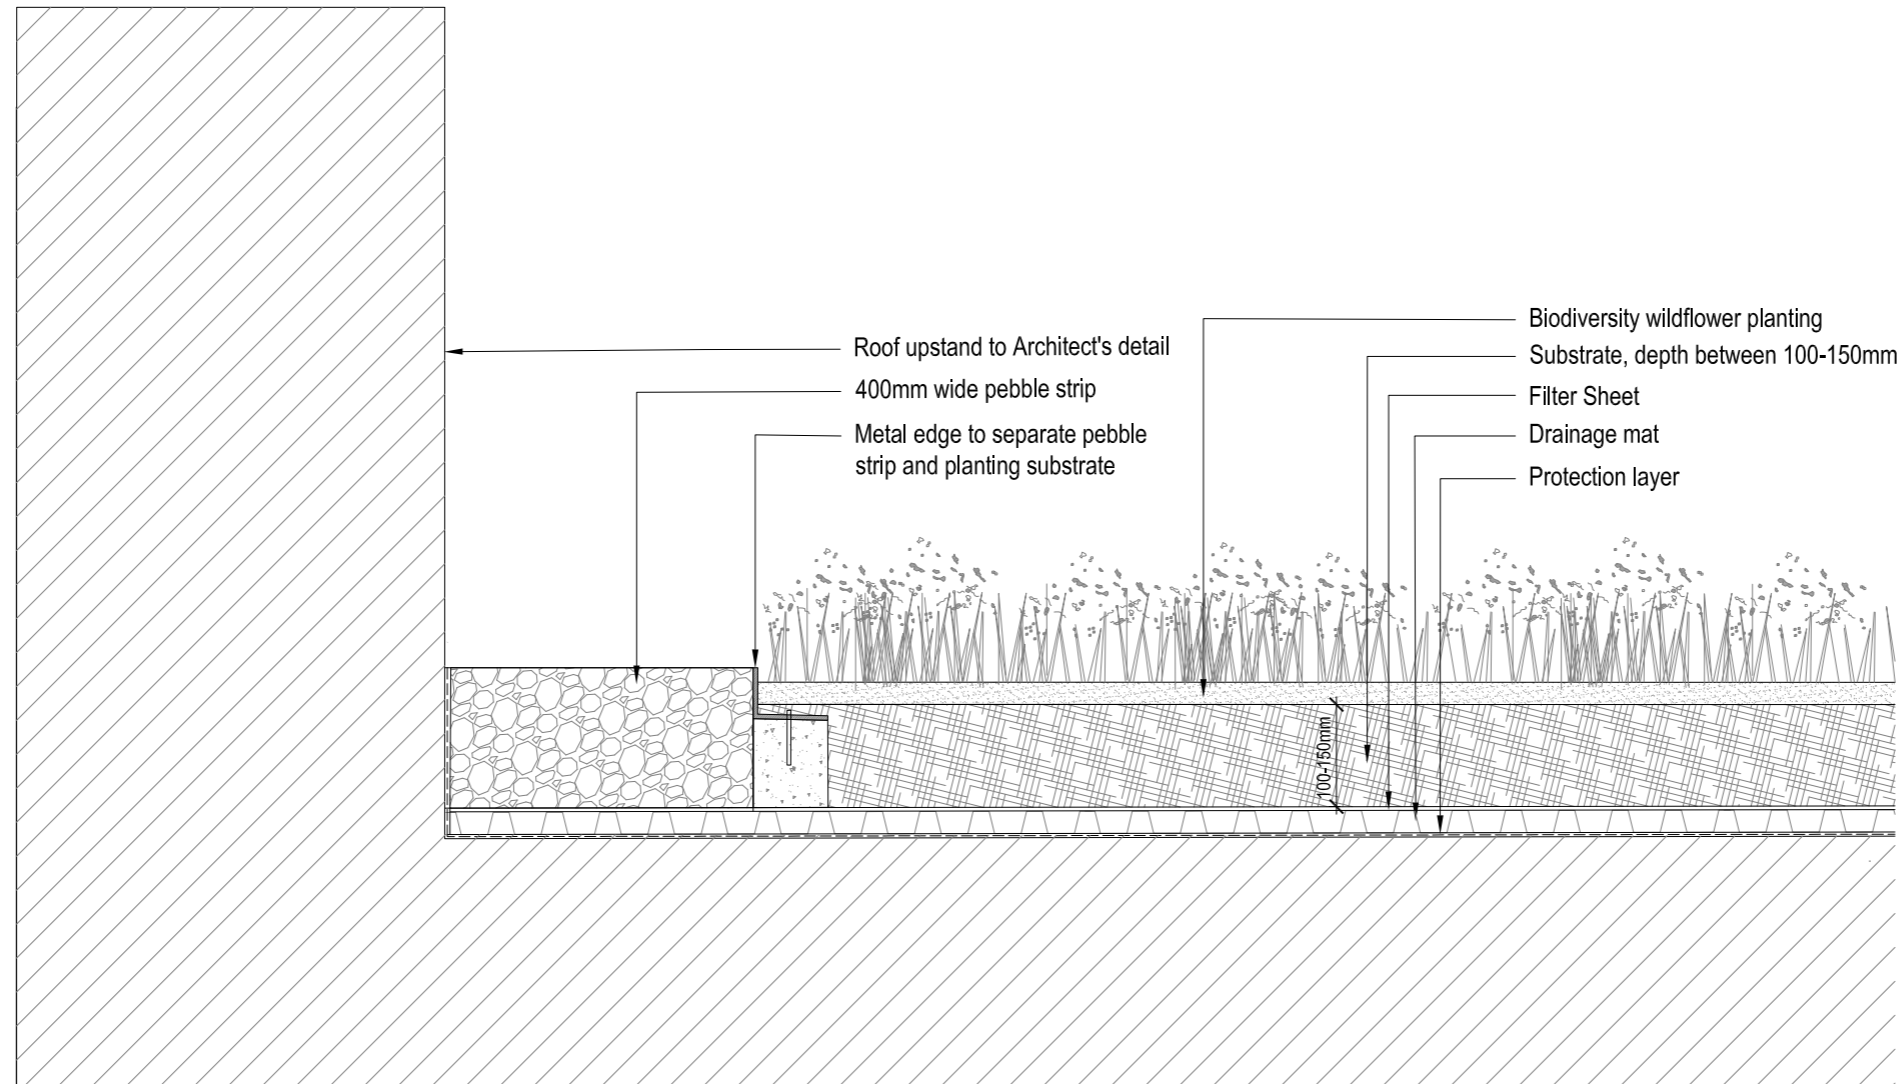 Roof upstand to Architect's detail
400mm wide pebble strip
Metal edge to separate pebble
strip and planting substrate
Biodiversity wildflower planting
Substrate, depth between 100-150mm
Filter Sheet
Drainage mat
Protection layer
100-150mm